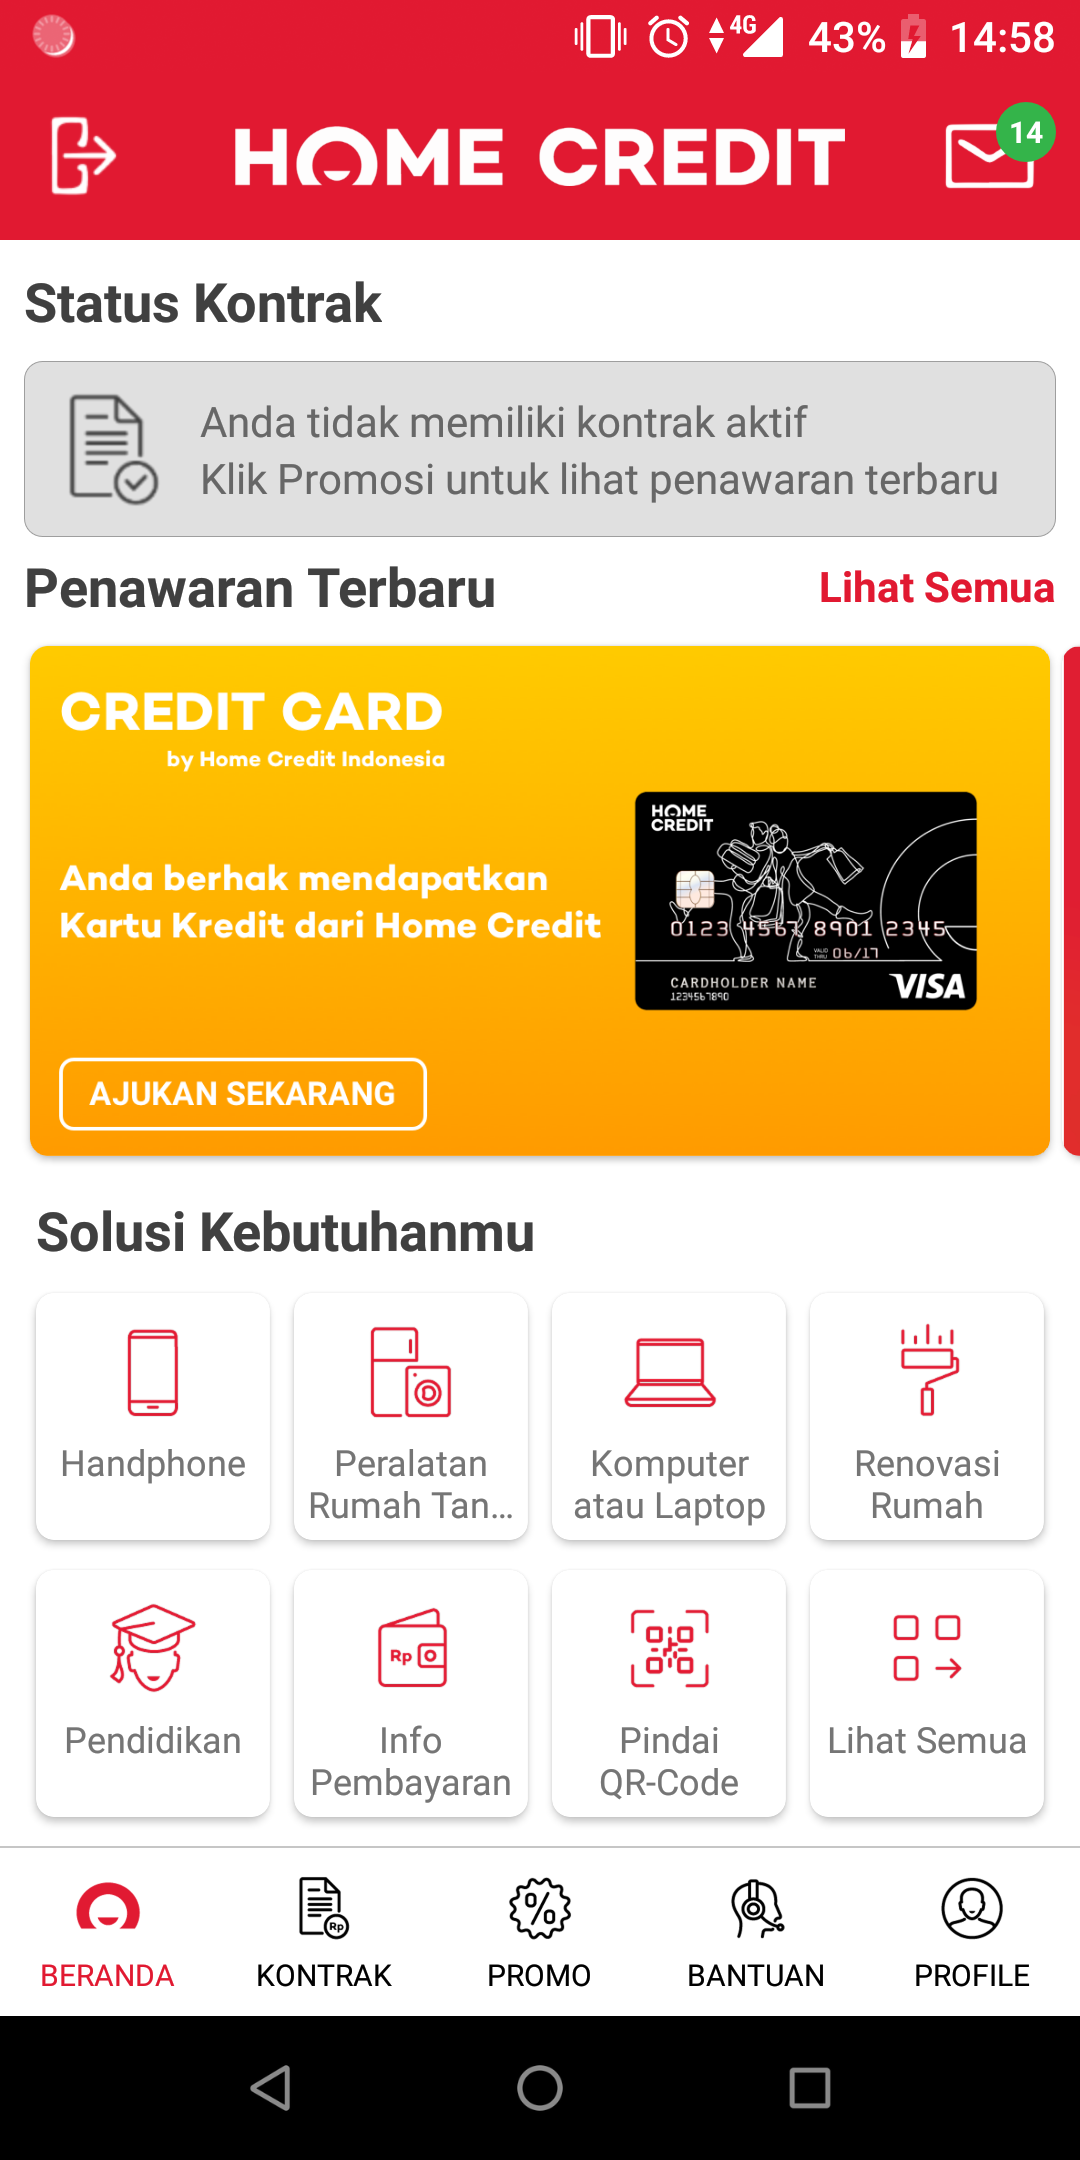 4G 43% 14:58
HOME CREDIT
14
Status Kontrak
Anda tidak memiliki kontrak aktif
Klik Promosi untuk lihat penawaran terbaru
Penawaran Terbaru
Lihat Semua
CREDIT CARD
by Home Credit Indonesia
Anda berhak mendapatkan
Kartu Kredit dari Home Credit
HOME
CREDIT
0123 4567 8901 2345
VALID
THRU 06/17
CARDHOLDER NAME
1234567890
VISA
AJUKAN SEKARANG
Solusi Kebutuhanmu
Handphone
Peralatan
Rumah Tan...
Komputer
atau Laptop
Renovasi
Rumah
Pendidikan
Rp
Info
Pembayaran
Pindai
QR-Code
Lihat Semua
BERANDA
Rp
KONTRAK
%
PROMO
BANTUAN
PROFILE